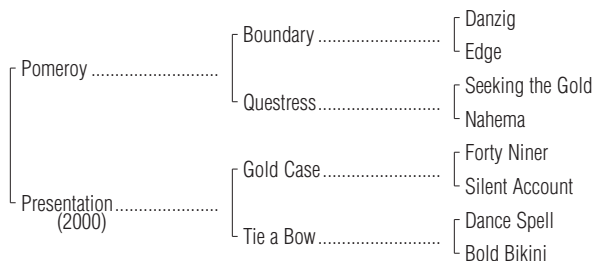 Danzig
Boundary ..............................
Edge
Pomeroy ...............................
Seeking the Gold
Questress ..............................
Nahema
Forty Niner
Gold Case..............................
Silent Account
Presentation .........................
(2000)
Dance Spell
Tie a Bow ..............................
Bold Bikini